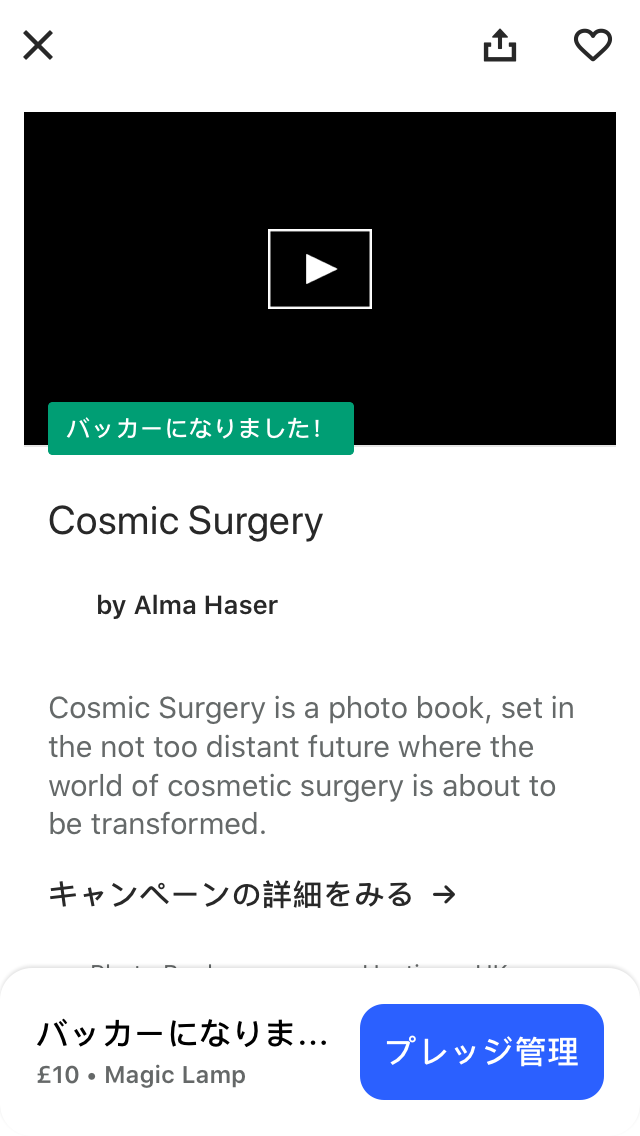 バッカーになりました!
Cosmic Surgery
by Alma Haser
Cosmic Surgery is a photo book, set in
the not too distant future where the
world of cosmetic surgery is about to
be transformed.
キャンペーンの詳細をみる →
バッカーになりま...
£10 • Magic Lamp
プレッジ管理